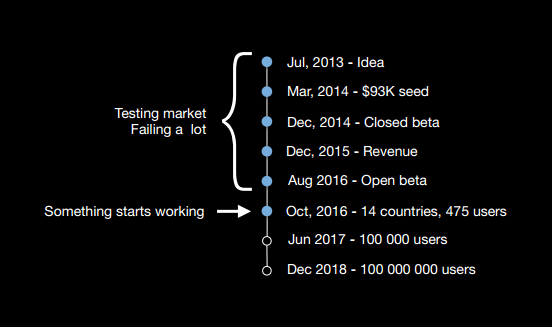 Jul, 2013 - Idea
Mar, 2014 - $93K seed
Testing market
Failing a lot
Dec, 2014 - Closed beta
Dec, 2015 - Revenue
Aug 2016 - Open beta
Something starts working
Oct, 2016 - 14 countries, 475 users
Jun 2017 - 100 000 users
Dec 2018 - 100 000 000 users